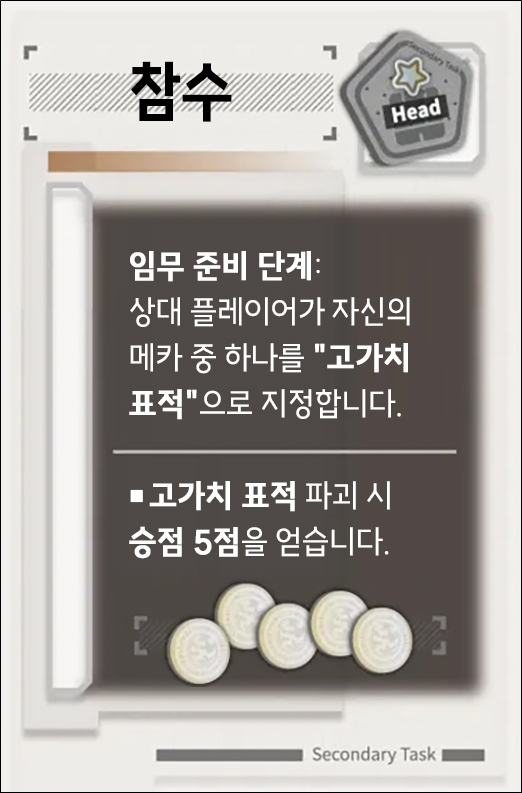 참수
Secondary Task
Head
임무 준비 단계:
상대 플레이어가 자신의
메카 중 하나를 "고가치
표적"으로 지정합니다.
■ 고가치 표적 파괴 시
승점 5점을 얻습니다.
Secondary Task